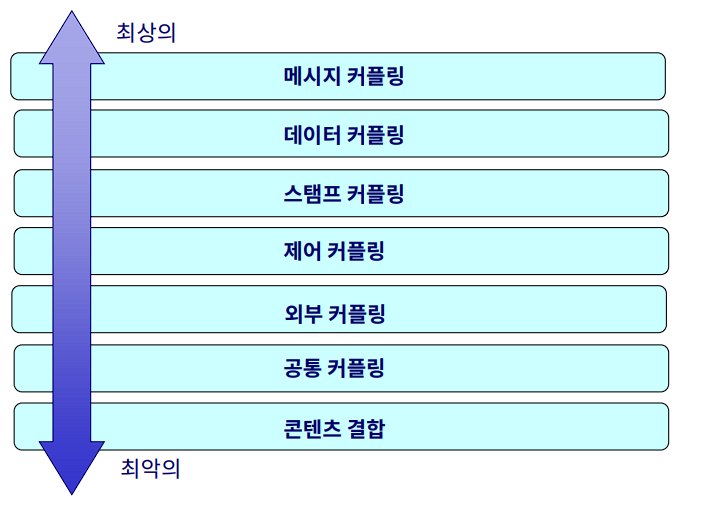 최상의
메시지 커플링
데이터 커플링
스탬프 커플링
제어 커플링
외부 커플링
공통 커플링
콘텐츠 결합
최악의